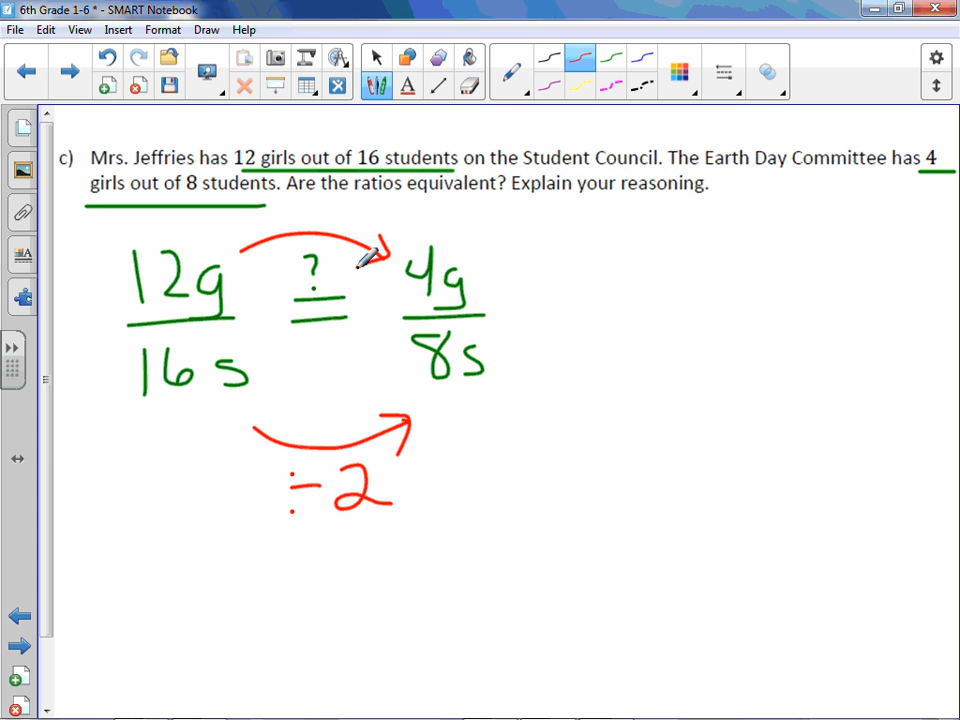 6th Grade 1-6 * - SMART Notebook
File Edit View Insert Format Draw Help
c) Mrs. Jeffries has 12 girls out of 16 students on the Student Council. The Earth Day Committee has 4
girls out of 8 students. Are the ratios equivalent? Explain your reasoning.
12g ? 4g
=
16s 8s
÷2